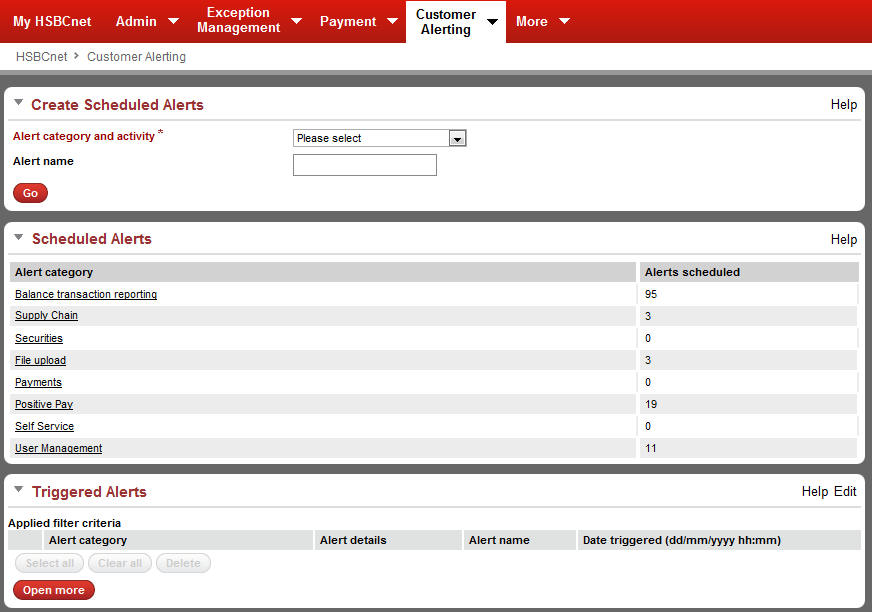 My HSBCnet Admin Exception Management Payment Customer Alerting More
HSBCnet > Customer Alerting
Create Scheduled Alerts Help
Alert category and activity * Please select
Alert name
Go
Scheduled Alerts Help
Alert category Alerts scheduled
Balance transaction reporting 95
Supply Chain 3
Securities 0
File upload 3
Payments 0
Positive Pay 19
Self Service 0
User Management 11
Triggered Alerts Help Edit
Applied filter criteria
Alert category Alert details Alert name Date triggered (dd/mm/yyyy hh:mm)
Select all Clear all Delete
Open more